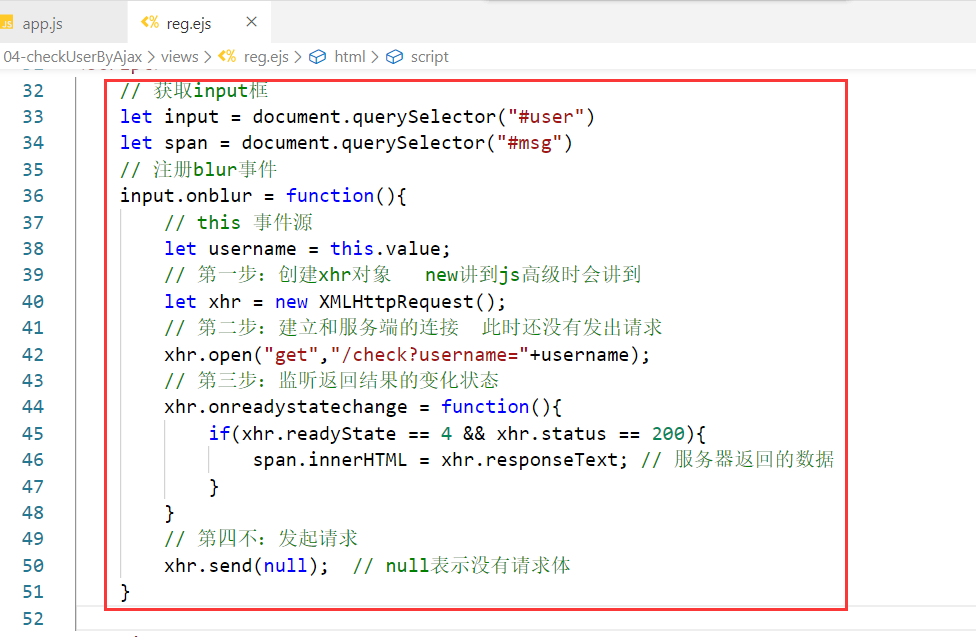 JS app.js <% reg.ejs ×
04-checkUserByAjax > views > <% reg.ejs > html > script
32 // 获取input框
33 let input = document.querySelector("#user")
34 let span = document.querySelector("#msg")
35 // 注册blur事件
36 input.onblur = function(){
37 // this 事件源
38 let username = this.value;
39 // 第一步：创建xhr对象 new讲到js高级时会讲到
40 let xhr = new XMLHttpRequest();
41 // 第二步：建立和服务端的连接 此时还没有发出请求
42 xhr.open("get","/check?username="+username);
43 // 第三步：监听返回结果的变化状态
44 xhr.onreadystatechange = function(){
45 if(xhr.readyState == 4 && xhr.status == 200){
46 span.innerHTML = xhr.responseText; // 服务器返回的数据
47 }
48 }
49 // 第四不：发起请求
50 xhr.send(null); // null表示没有请求体
51 }
52